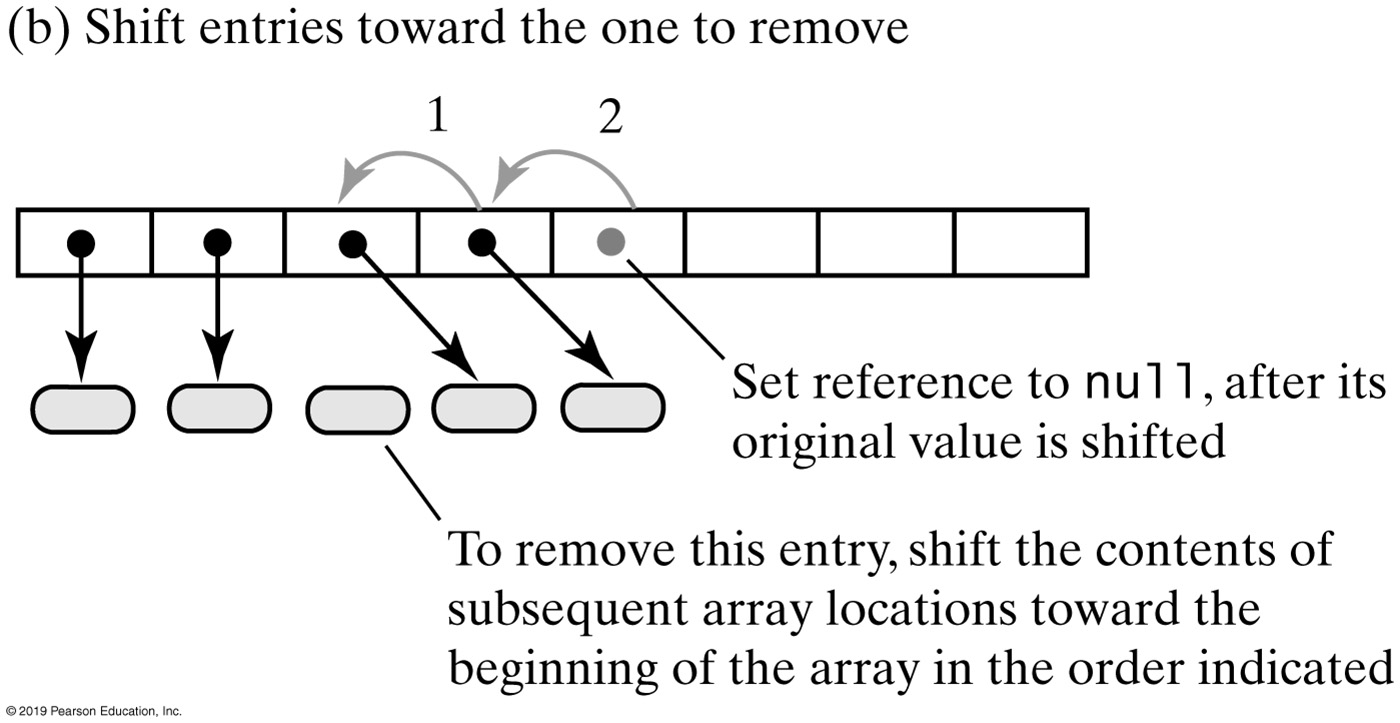 (b) Shift entries toward the one to remove
1 2
Set reference to null, after its
original value is shifted
To remove this entry, shift the contents of
subsequent array locations toward the
beginning of the array in the order indicated
© 2019 Pearson Education, Inc.